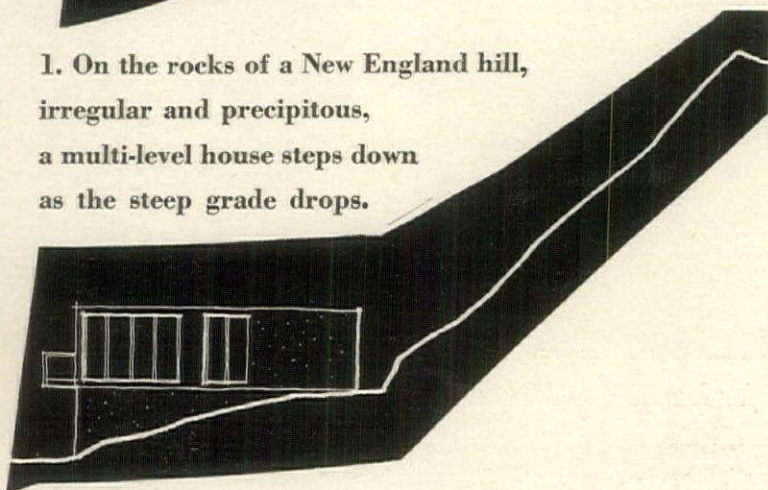 1. On the rocks of a New England hill,
irregular and precipitous,
a multi-level house steps down
as the steep grade drops.